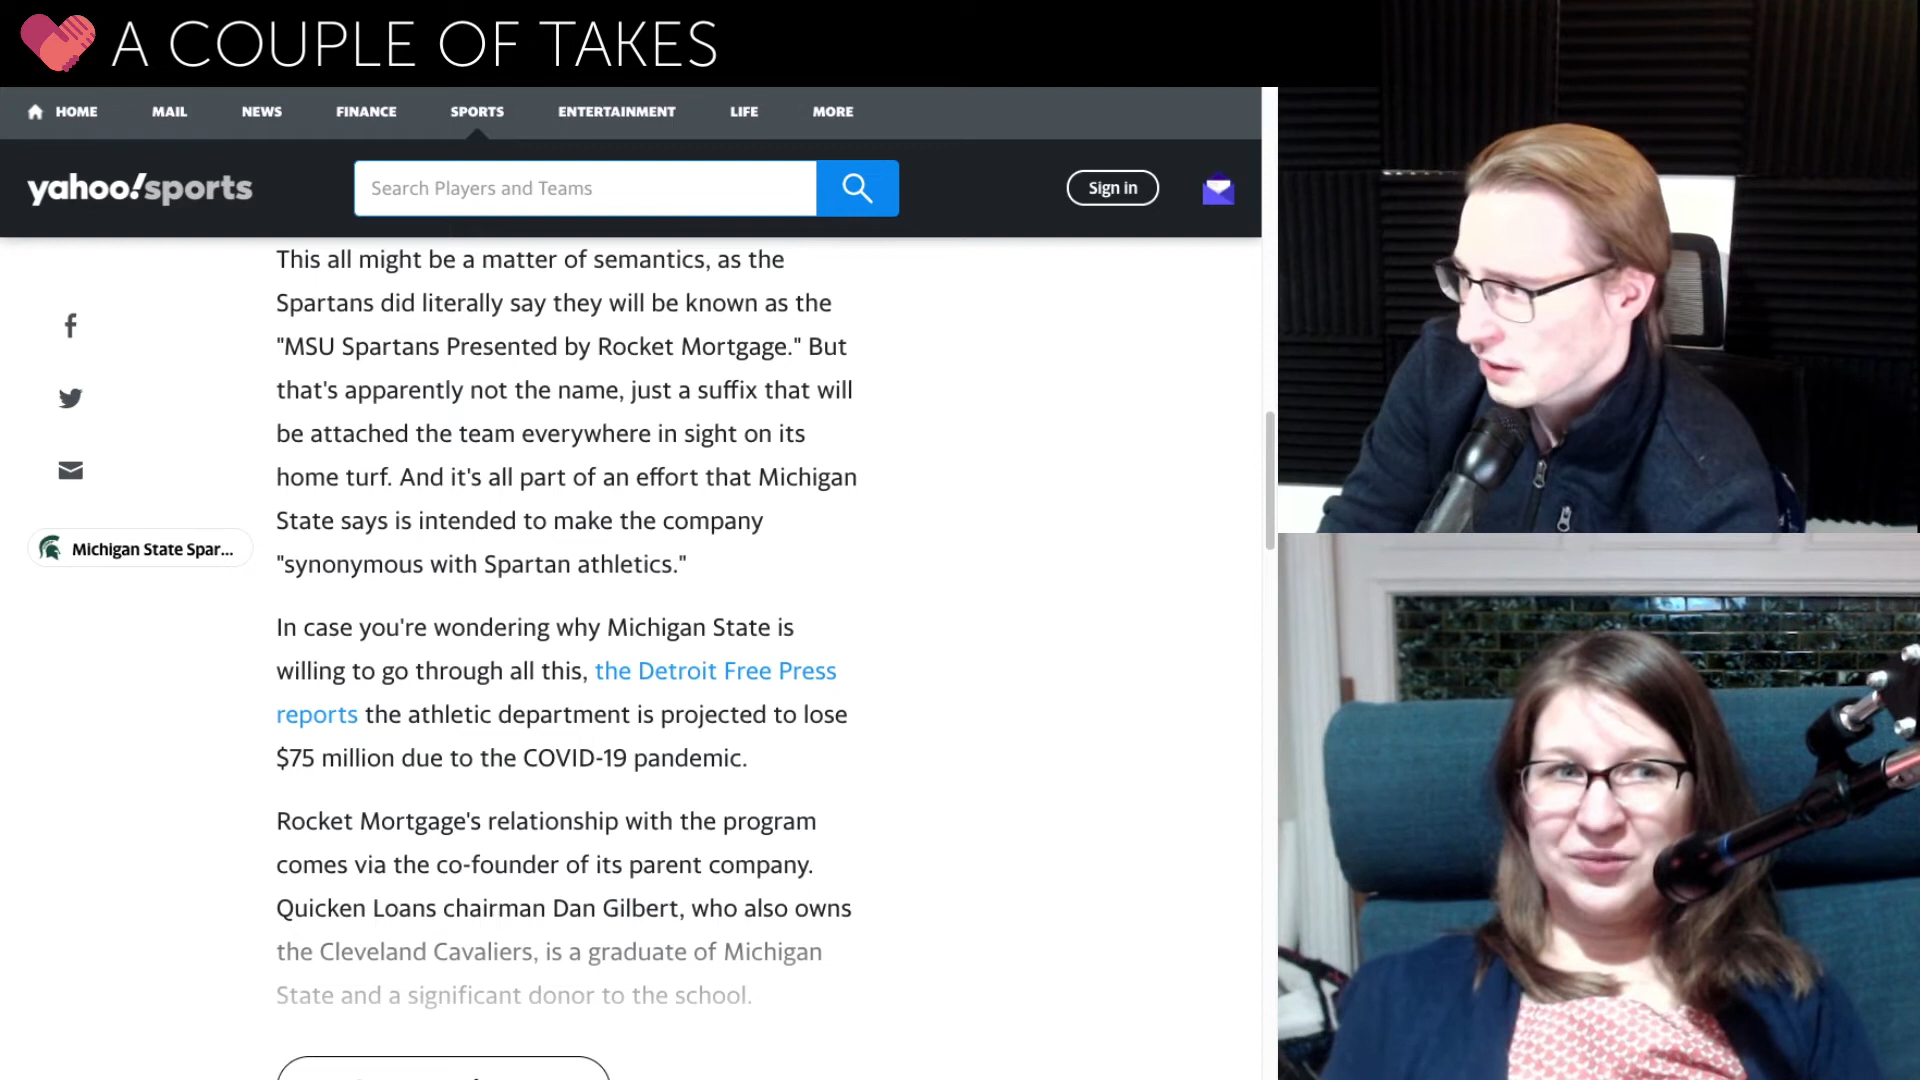 A COUPLE OF TAKES
HOME MAIL NEWS FINANCE SPORTS ENTERTAINMENT LIFE MORE
yahoo!sports Search Players and Teams Sign in
This all might be a matter of semantics, as the
Spartans did literally say they will be known as the
"MSU Spartans Presented by Rocket Mortgage." But
that's apparently not the name, just a suffix that will
be attached the team everywhere in sight on its
home turf. And it's all part of an effort that Michigan
State says is intended to make the company
"synonymous with Spartan athletics."
Michigan State Spar...
In case you're wondering why Michigan State is
willing to go through all this, the Detroit Free Press
reports the athletic department is projected to lose
$75 million due to the COVID-19 pandemic.
Rocket Mortgage's relationship with the program
comes via the co-founder of its parent company.
Quicken Loans chairman Dan Gilbert, who also owns
the Cleveland Cavaliers, is a graduate of Michigan
State and a significant donor to the school.